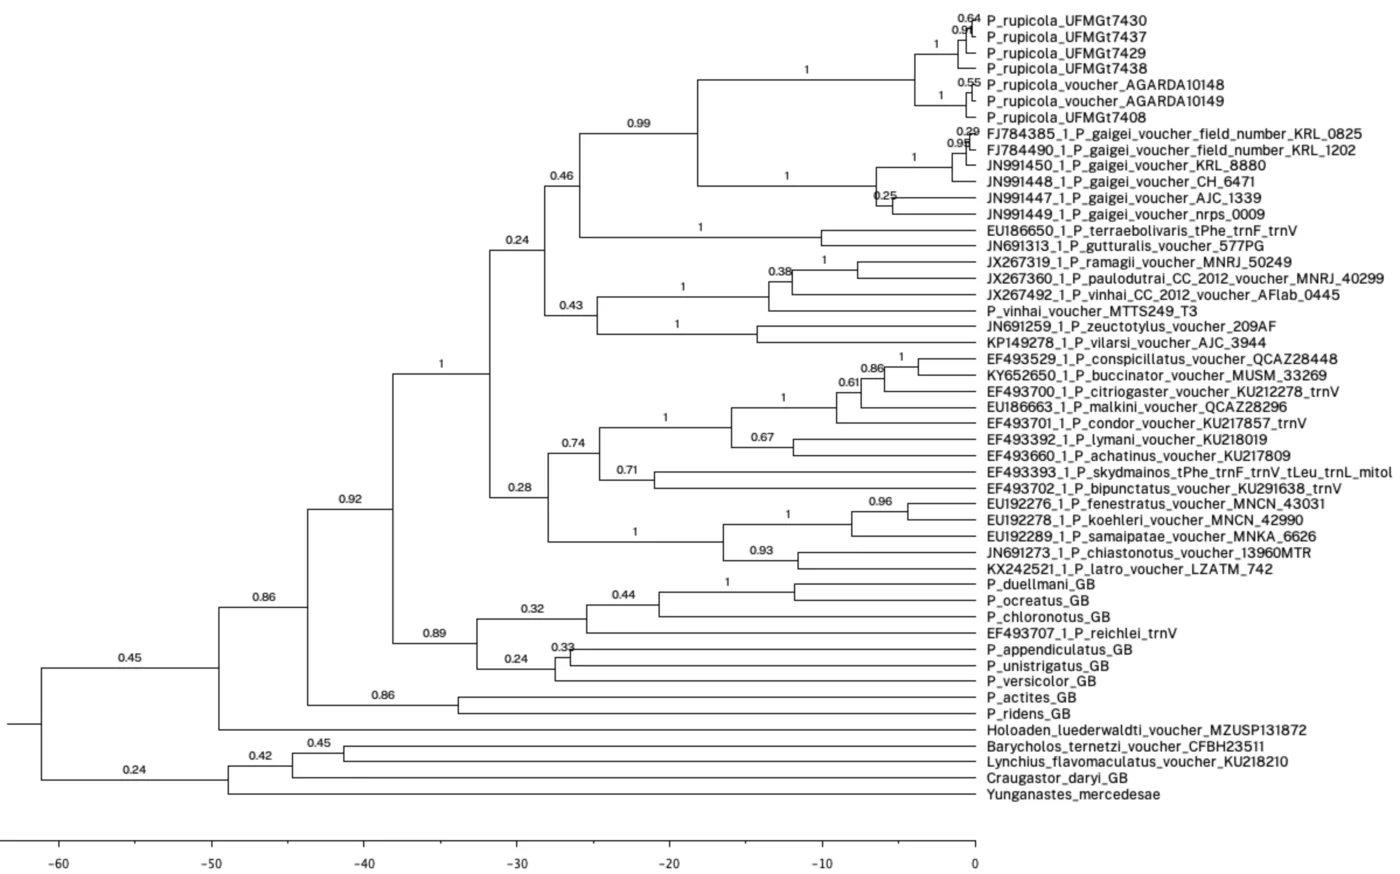 0.64
P_rupicola_UFMGt7430
P_rupicola_UFMGt7437
1
P_rupicola_UFMGt7429
1
P_rupicola_UFMGt7438
0.55
P_rupicola_voucher_AGARDA10148
1
P_rupicola_voucher_AGARDA10149
P_rupicola_UFMGt7408
0.99
0.29
FJ784385_1_P_gaigei_voucher_field_number_KRL_0825
FJ784490_1_P_gaigei_voucher_field_number_KRL_1202
1
JN991450_1_P_gaigei_voucher_KRL_8880
0.46
1
JN991448_1_P_gaigei_voucher_CH_6471
0.25
JN991447_1_P_gaigei_voucher_AJC_1339
JN991449_1_P_gaigei_voucher_nrps_0009
1
EU186650_1_P_terraebolivaris_tPhe_trnF_trnV
0.24
JN691313_1_P_gutturalis_voucher_577PG
1
JX267319_1_P_ramagii_voucher_MNRJ_50249
0.38
JX267360_1_P_paulodutrai_CC_2012_voucher_MNRJ_40299
1
JX267492_1_P_vinhai_CC_2012_voucher_AFlab_0445
0.43
P_vinhai_voucher_MTTS249_T3
1
JN691259_1_P_zeuctotylus_voucher_209AF
KP149278_1_P_vilarsi_voucher_AJC_3944
1
1
EF493529_1_P_conspicillatus_voucher_QCAZ28448
0.86
KY652650_1_P_buccinator_voucher_MUSM_33269
0.61
EF493700_1_P_citriogaster_voucher_KU212278_trnV
1
EU186663_1_P_malkini_voucher_QCAZ28296
1
EF493701_1_P_condor_voucher_KU217857_trnV
0.74
0.67
EF493392_1_P_lymani_voucher_KU218019
EF493660_1_P_achatinus_voucher_KU217809
0.71
EF493393_1_P_skydmainos_tPhe_trnF_trnV_tLeu_trnL_mitol
0.28
EF493702_1_P_bipunctatus_voucher_KU291638_trnV
0.92
0.96
EU192276_1_P_fenestratus_voucher_MNCN_43031
1
EU192278_1_P_koehleri_voucher_MNCN_42990
1
EU192289_1_P_samaipatae_voucher_MNKA_6626
0.93
JN691273_1_P_chiastonotus_voucher_13960MTR
KX242521_1_P_latro_voucher_LZATM_742
1
P_duellmani_GB
0.86
0.44
P_ocreatus_GB
0.32
P_chloronotus_GB
0.89
EF493707_1_P_reichlei_trnV
0.33
P_appendiculatus_GB
0.45
0.24
P_unistrigatus_GB
P_versicolor_GB
0.86
P_actites_GB
P_ridens_GB
Holoaden_luederwaldti_voucher_MZUSP131872
0.45
Barycholos_ternetzi_voucher_CFBH23511
0.42
Lynchius_flavomaculatus_voucher_KU218210
0.24
Craugastor_daryi_GB
Yunganastes_mercedesae
-60 -50 -40 -30 -20 -10 0